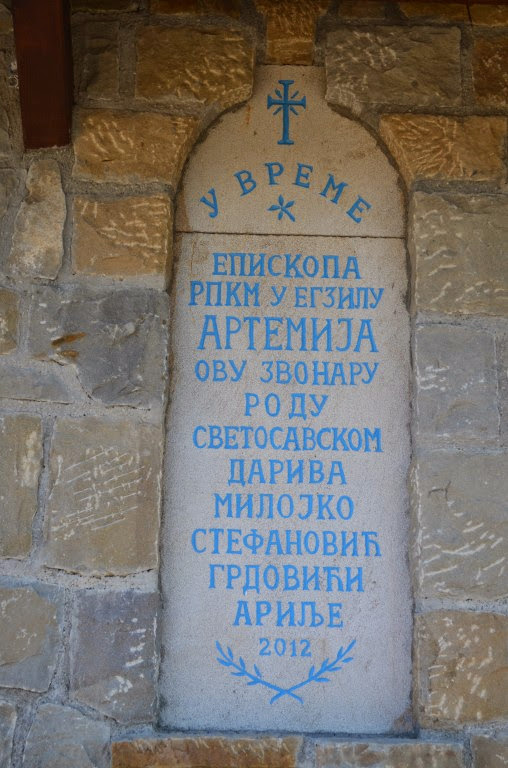 У ВРЕМЕ
ЕПИСКОПА
РПКМ У ЕГЗИЛУ
АРТЕМИЈА
ОВУ ЗВОНАРУ
РОДУ
СВЕТОСАВСКОМ
ДАРИВА
МИЛОЈКО
СТЕФАНОВИЋ
ГРДОВИЋИ
АРИЉЕ
2012